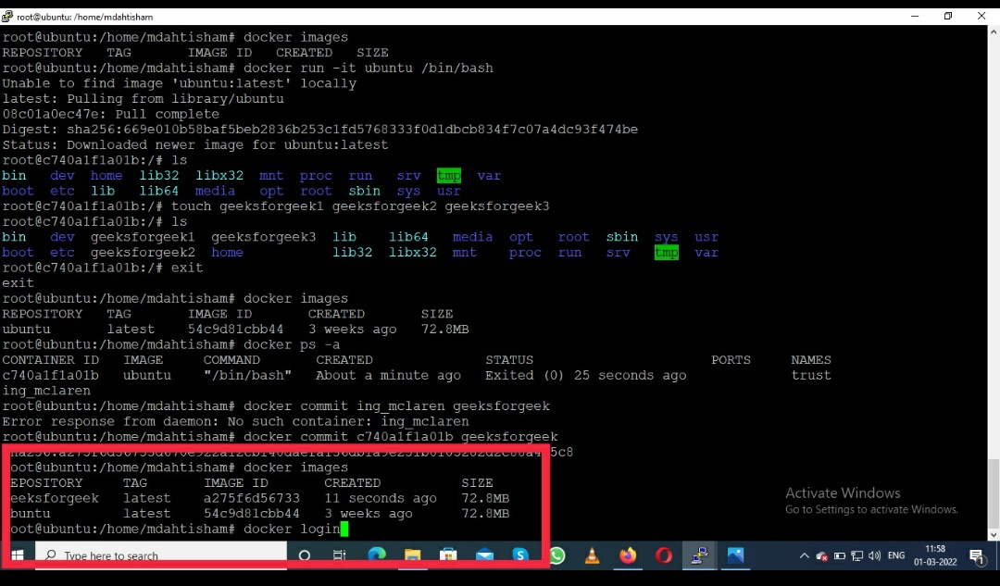 root@ubuntu: /home/mdahtisham
root@ubuntu:/home/mdahtisham# docker images
REPOSITORY   TAG       IMAGE ID   CREATED   SIZE
root@ubuntu:/home/mdahtisham# docker run -it ubuntu /bin/bash
Unable to find image 'ubuntu:latest' locally
latest: Pulling from library/ubuntu
08c01a0ec47e: Pull complete
Digest: sha256:669e010b58baf5beb2836b253c1fd5768333f0d1dbcb834f7c07a4dc93f474be
Status: Downloaded newer image for ubuntu:latest
root@c740a1f1a01b:/# ls
bin   dev  home  lib32  libx32  mnt  proc  run   srv  tmp  var
boot  etc  lib   lib64  media   opt  root  sbin  sys  usr
root@c740a1f1a01b:/# touch geeksforgeek1 geeksforgeek2 geeksforgeek3
root@c740a1f1a01b:/# ls
bin   dev  geeksforgeek1  geeksforgeek3  lib    lib64   media  opt   root  sbin  sys  usr
boot  etc  geeksforgeek2  home           lib32  libx32  mnt    proc  run   srv   tmp  var
root@c740a1f1a01b:/# exit
exit
root@ubuntu:/home/mdahtisham# docker images
REPOSITORY   TAG       IMAGE ID       CREATED       SIZE
ubuntu       latest    54c9d81cbb44   3 weeks ago   72.8MB
root@ubuntu:/home/mdahtisham# docker ps -a
CONTAINER ID   IMAGE     COMMAND       CREATED              STATUS                      PORTS     NAMES
c740a1f1a01b   ubuntu    "/bin/bash"   About a minute ago   Exited (0) 25 seconds ago             trust
ing_mclaren
root@ubuntu:/home/mdahtisham# docker commit ing_mclaren geeksforgeek
Error response from daemon: No such container: ing_mclaren
root@ubuntu:/home/mdahtisham# docker commit c740a1f1a01b geeksforgeek
oot@ubuntu:/home/mdahtisham# docker images
EPOSITORY     TAG       IMAGE ID       CREATED          SIZE
eeksforgeek   latest    a275f6d56733   11 seconds ago   72.8MB
buntu         latest    54c9d81cbb44   3 weeks ago      72.8MB
oot@ubuntu:/home/mdahtisham# docker login
Activate Windows
Go to Settings to activate Windows.
Type here to search
ENG
11:58
01-03-2022
1